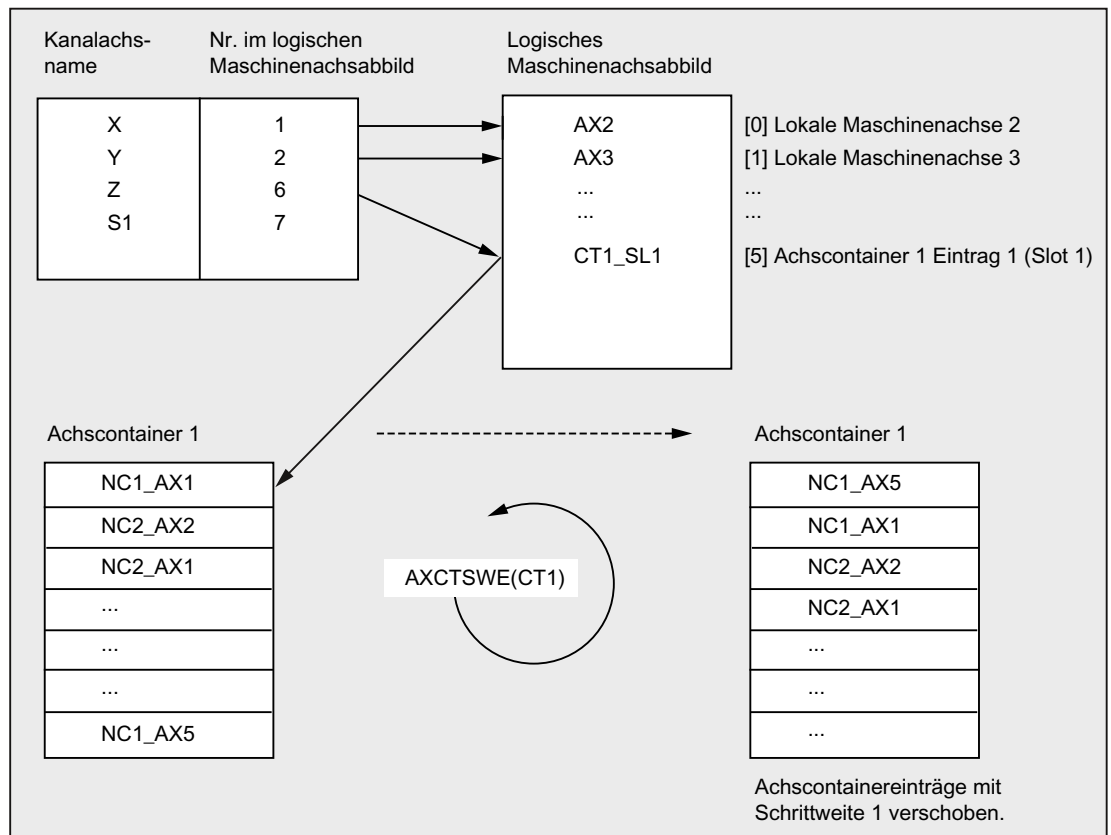 Kanalachs-
name
Nr. im logischen
Maschinenachsabbild
Logisches
Maschinenachsabbild
X 1 AX2 [0] Lokale Maschinenachse 2
Y 2 AX3 [1] Lokale Maschinenachse 3
Z 6 ... ...
S1 7 ... ...
CT1_SL1 [5] Achscontainer 1 Eintrag 1 (Slot 1)
Achscontainer 1
NC1_AX1
NC2_AX2
NC2_AX1
...
...
...
NC1_AX5
AXCTSWE(CT1)
Achscontainer 1
NC1_AX5
NC1_AX1
NC2_AX2
NC2_AX1
...
...
...
Achscontainereinträge mit
Schrittweite 1 verschoben.